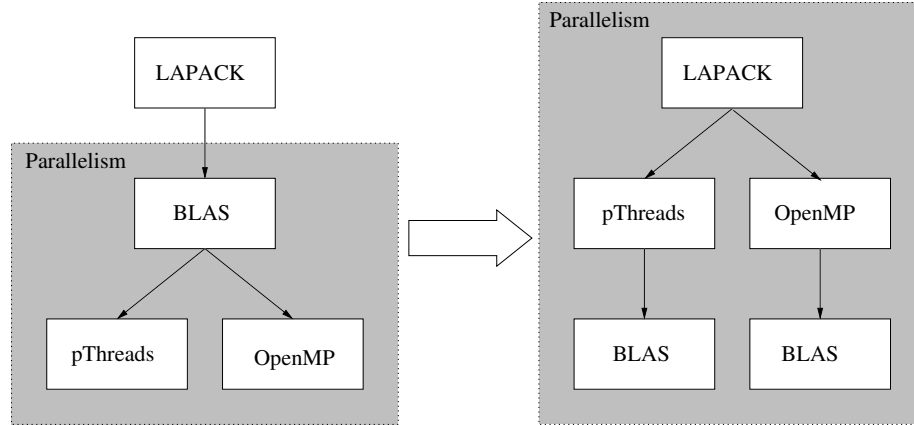 LAPACK
Parallelism
BLAS
pThreads
OpenMP
Parallelism
LAPACK
pThreads
OpenMP
BLAS
BLAS